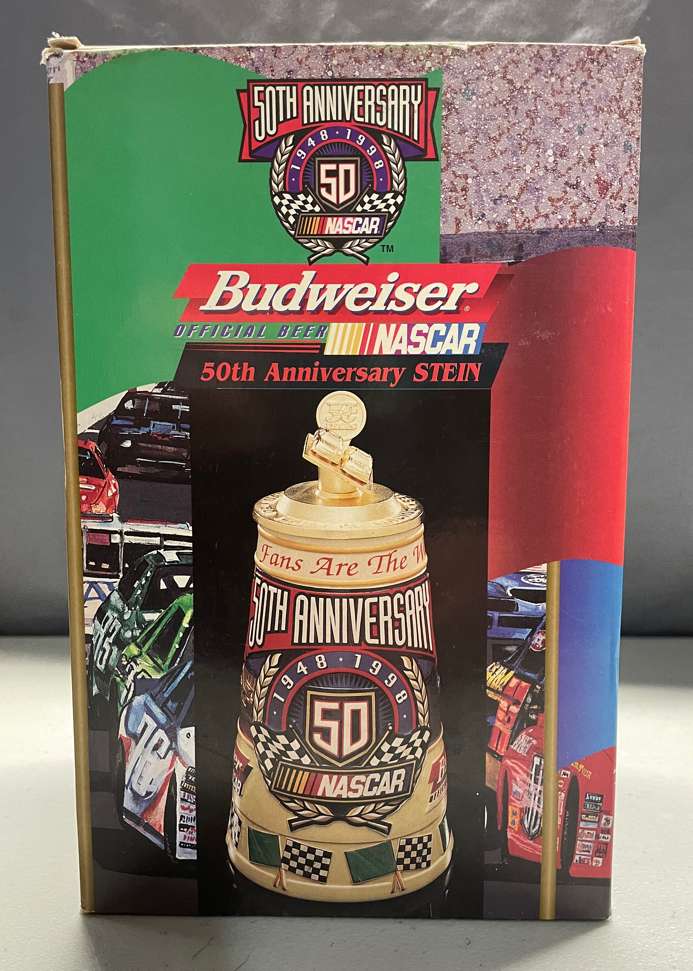 50TH ANNIVERSARY
1948 · 1998
50
NASCAR
TM
Budweiser
OFFICIAL BEER NASCAR
50th Anniversary STEIN
Fans Are The W
50TH ANNIVERSARY
1948 · 1998
50
NASCAR